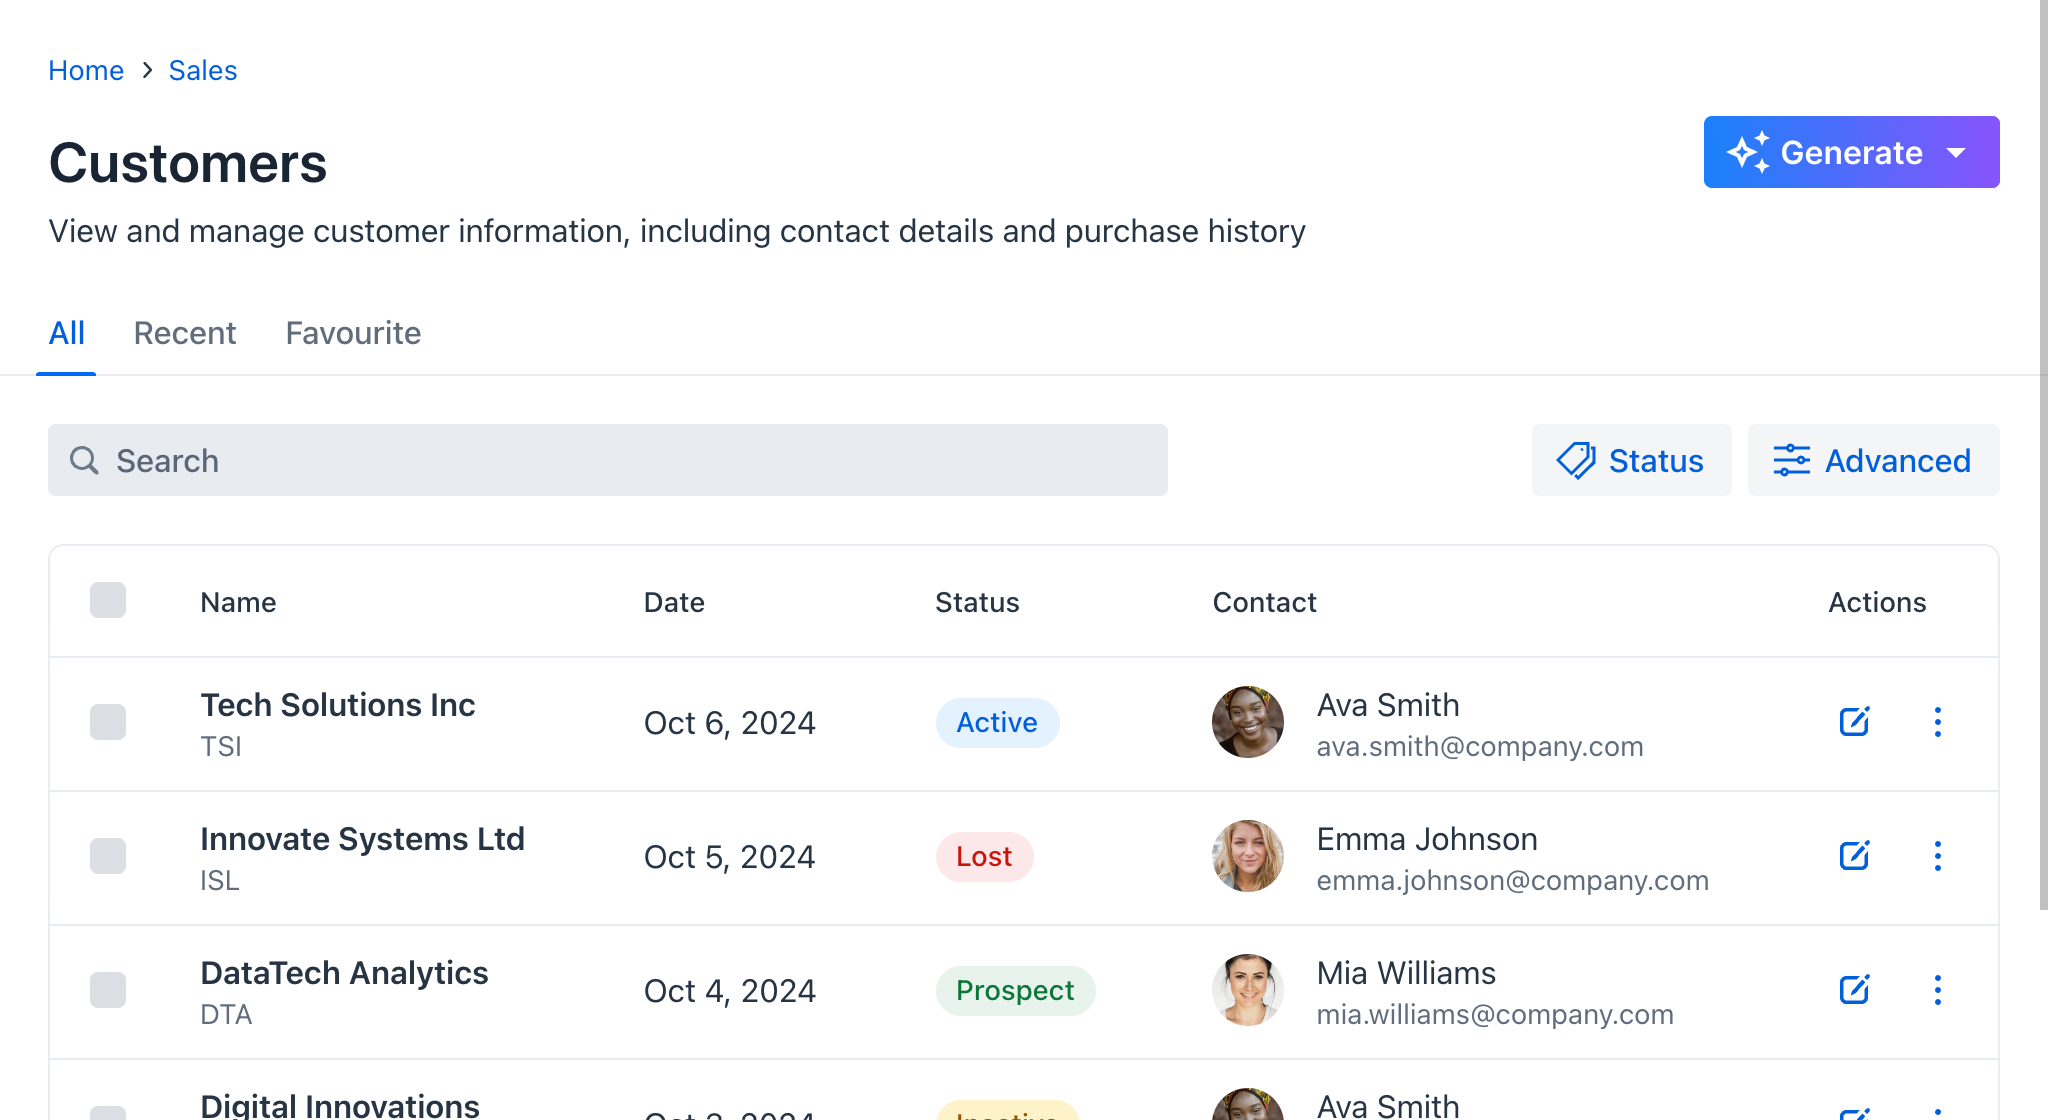 Home > Sales
Customers
Generate
View and manage customer information, including contact details and purchase history
All Recent Favourite
Search
Status
Advanced
Name Date Status Contact Actions
Tech Solutions Inc
TSI
Oct 6, 2024
Active
Ava Smith
ava.smith@company.com
Innovate Systems Ltd
ISL
Oct 5, 2024
Lost
Emma Johnson
emma.johnson@company.com
DataTech Analytics
DTA
Oct 4, 2024
Prospect
Mia Williams
mia.williams@company.com
Digital Innovations
Inactive
Ava Smith